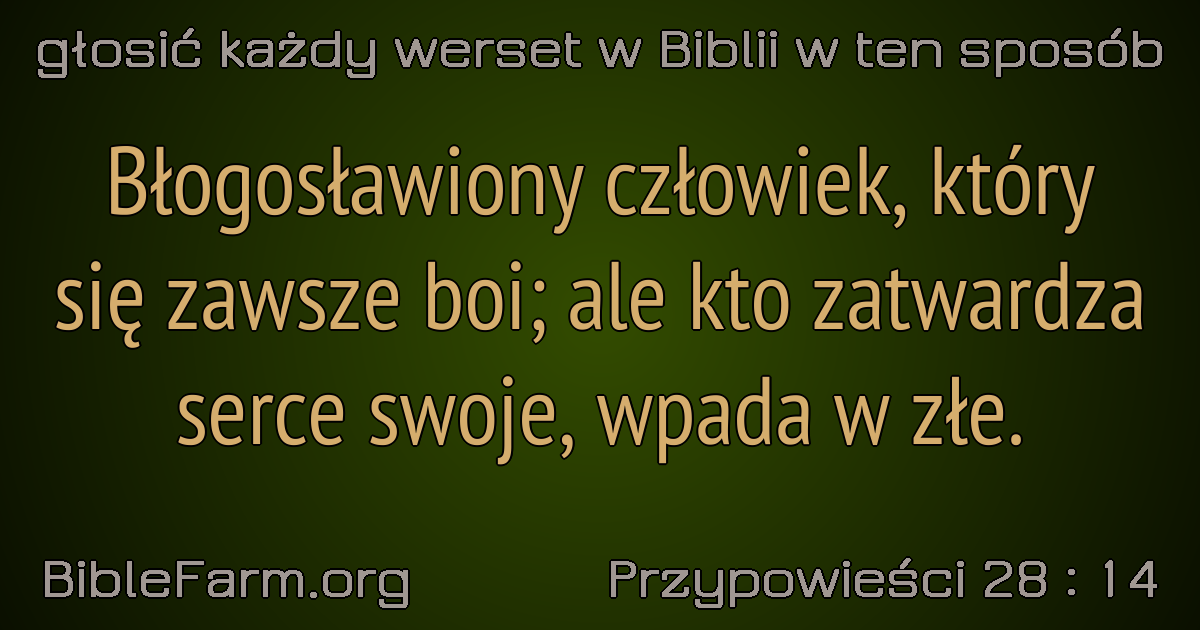 głosić każdy werset w Biblii w ten sposób
Błogosławiony człowiek, który
się zawsze boi; ale kto zatwardza
serce swoje, wpada w złe.
BibleFarm.org
Przypowieści 28 : 14